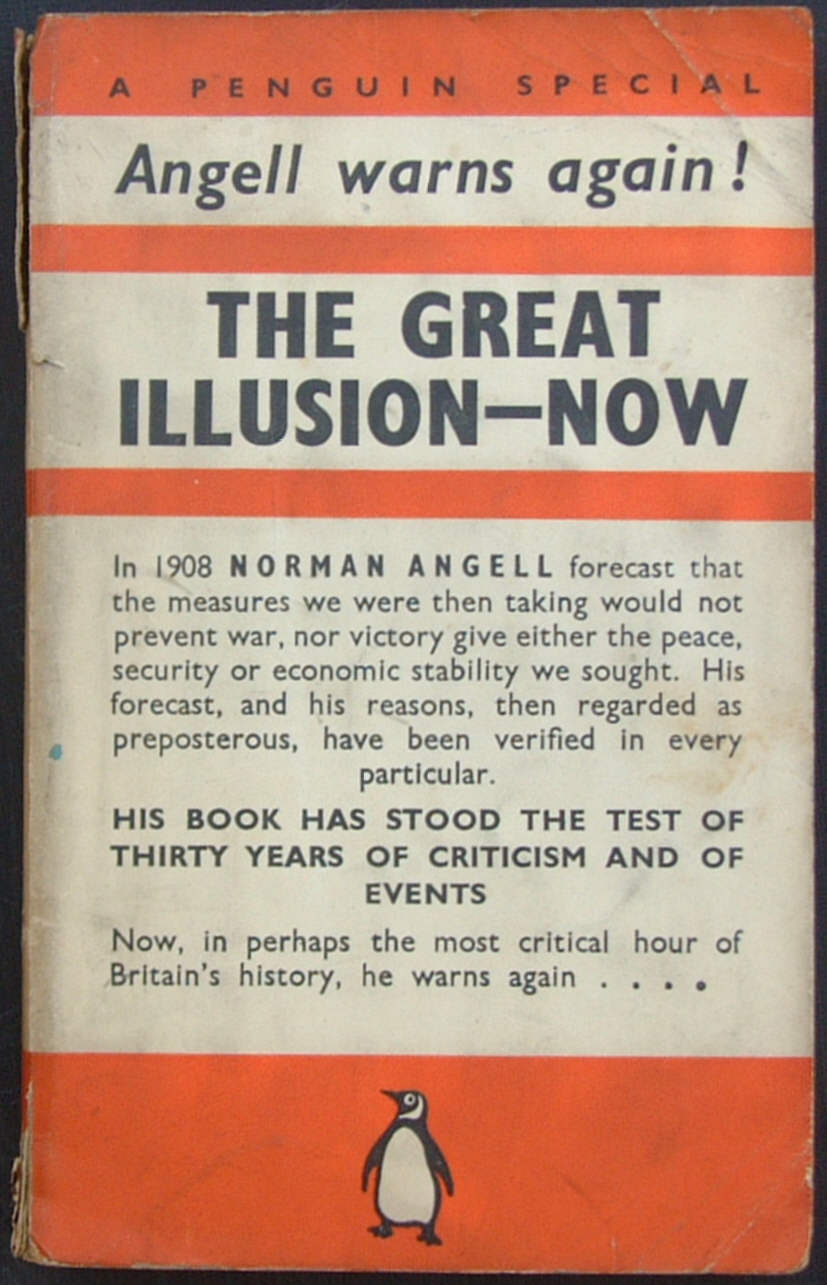 A PENGUIN SPECIAL
Angell warns again!
THE GREAT
ILLUSION—NOW
In 1908 NORMAN ANGELL forecast that
the measures we were then taking would not
prevent war, nor victory give either the peace,
security or economic stability we sought. His
forecast, and his reasons, then regarded as
preposterous, have been verified in every
particular.
HIS BOOK HAS STOOD THE TEST OF
THIRTY YEARS OF CRITICISM AND OF
EVENTS
Now, in perhaps the most critical hour of
Britain's history, he warns again . . . .